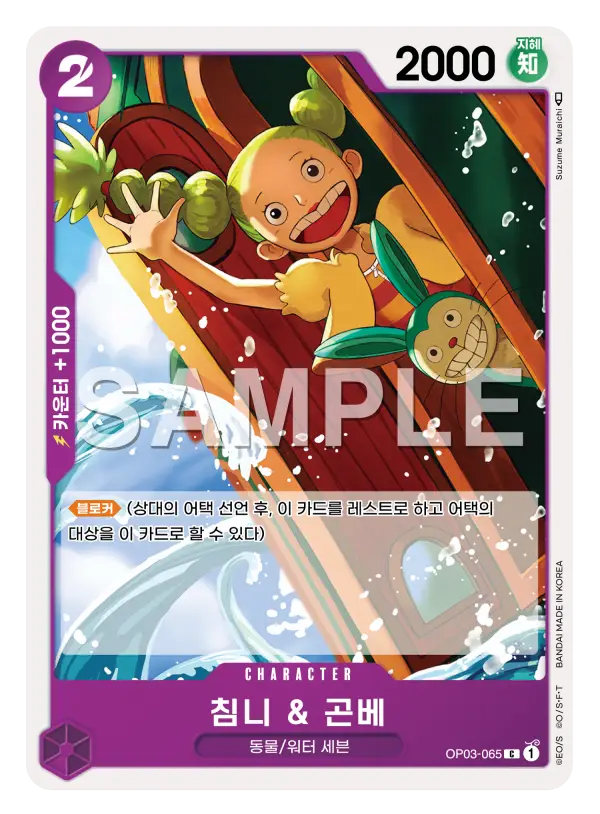 2
2000
지혜
知
Suzume Muraichi
카운터 +1000
SAMPLE
블로커 (상대의 어택 선언 후, 이 카드를 레스트로 하고 어택의
대상을 이 카드로 할 수 있다)
CHARACTER
침니 & 곤베
동물/워터 세븐
OP03-065 C 1
©EO/S ©O/S·F·T BANDAI MADE IN KOREA